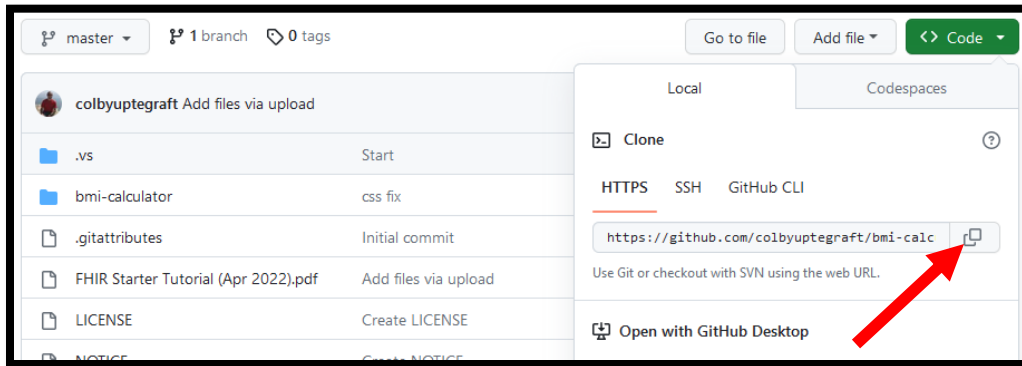 master 1 branch 0 tags Go to file Add file <> Code
Local Codespaces
colbyuptegraft Add files via upload
Clone
.vs Start
HTTPS SSH GitHub CLI
bmi-calculator css fix
https://github.com/colbyuptegraft/bmi-calc
.gitattributes Initial commit
Use Git or checkout with SVN using the web URL.
FHIR Starter Tutorial (Apr 2022).pdf Add files via upload
LICENSE Create LICENSE
Open with GitHub Desktop
NOTICE Create NOTICE